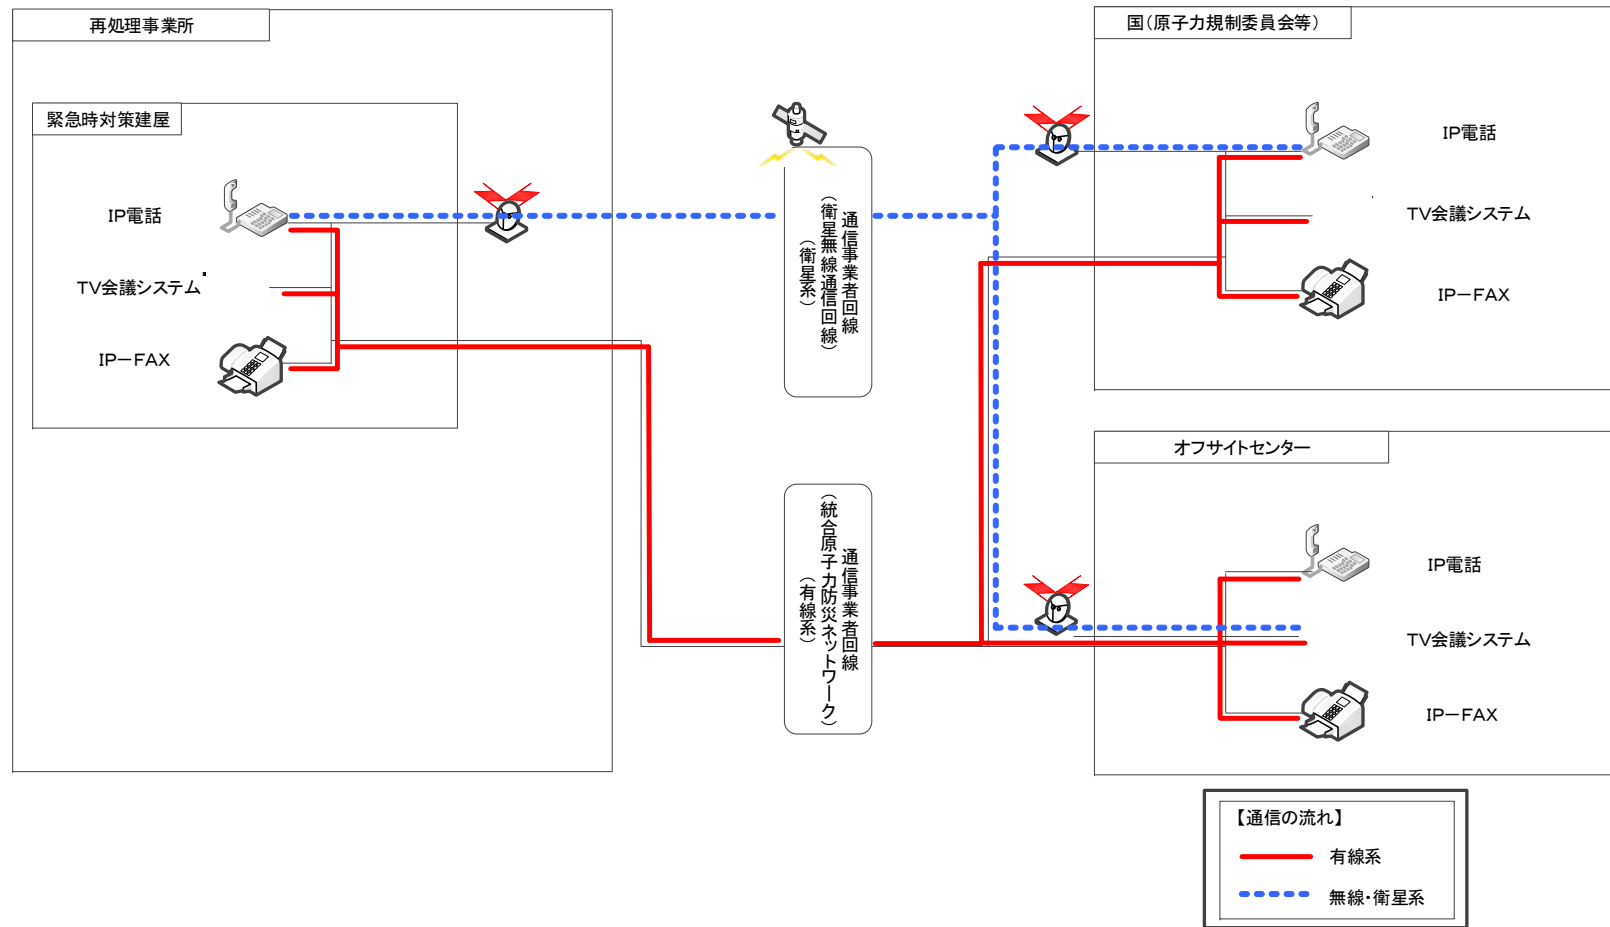 再処理事業所
緊急時対策建屋
IP電話
TV会議システム
IP－FAX
通信事業者回線
（衛星無線通信回線）
（衛星系）
通信事業者回線
（統合原子力防災ネットワーク）
（有線系）
国（原子力規制委員会等）
IP電話
TV会議システム
IP－FAX
オフサイトセンター
IP電話
TV会議システム
IP－FAX
【通信の流れ】
有線系
無線・衛星系